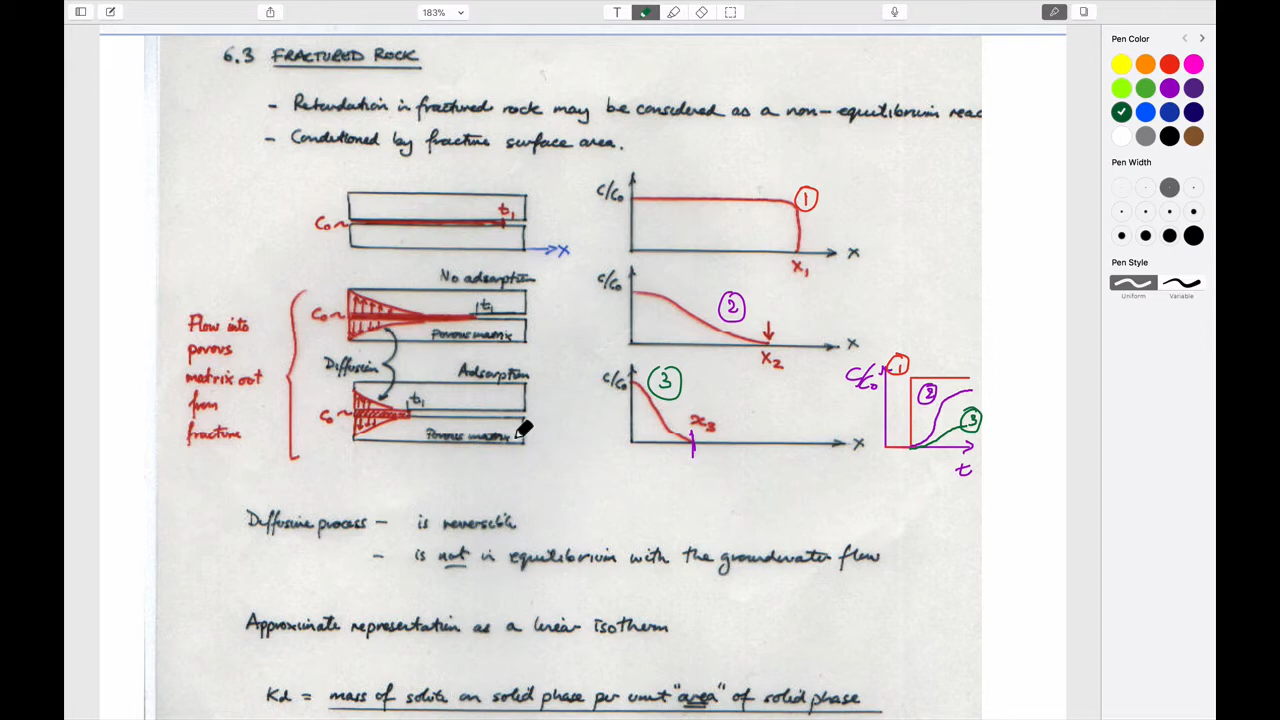 183%
T
6.3 FRACTURED ROCK
- Retardation in fractured rock may be considered as a non-equilibrium reac
- Conditioned by fracture surface area.
C0
t1
x
C/C0
1
x1
x
No adsorption
C0
t1
Porous matrix
C/C0
2
x2
x
Flow into
porous
matrix out
from
fracture
Diffusion
Adsorption
C0
t1
Porous matrix
C/C0
3
x3
x
C/C0
1
2
3
t
Diffusive process - is reversible
- is not in equilibrium with the groundwater flow
Approximate representation as a linear isotherm
Kd = mass of solute on solid phase per unit "area" of solid phase
Pen Color
Pen Width
Pen Style
Uniform
Variable